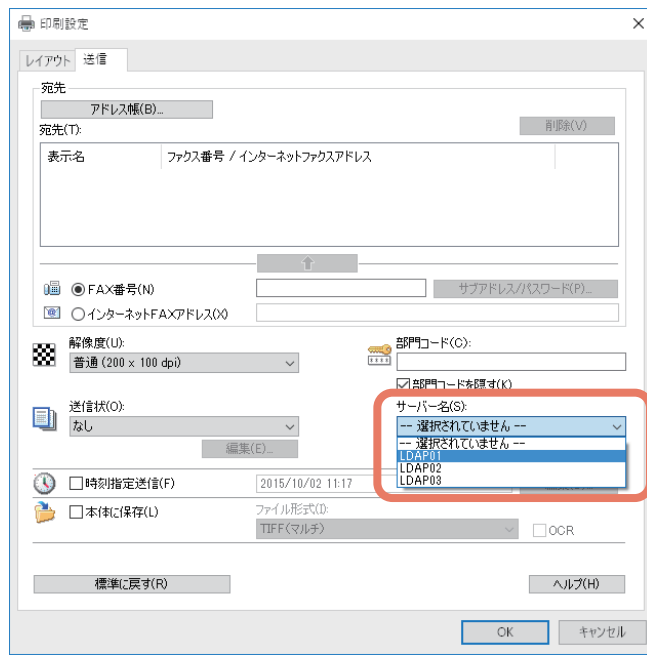 印刷設定
レイアウト 送信
宛先
アドレス帳(B)...
宛先(T):
削除(V)
表示名 ファクス番号 / インターネットファクスアドレス
FAX番号(N)
サブアドレス/パスワード(P)...
インターネットFAXアドレス(X)
解像度(U):
普通 (200 x 100 dpi)
部門コード(C):
部門コードを隠す(K)
送信状(O):
なし
編集(E)...
サーバー名(S):
-- 選択されていません --
-- 選択されていません --
LDAP01
LDAP02
LDAP03
時刻指定送信(F)
2015/10/02 11:17
本体に保存(L)
ファイル形式(I):
TIFF(マルチ)
OCR
標準に戻す(R)
ヘルプ(H)
OK
キャンセル